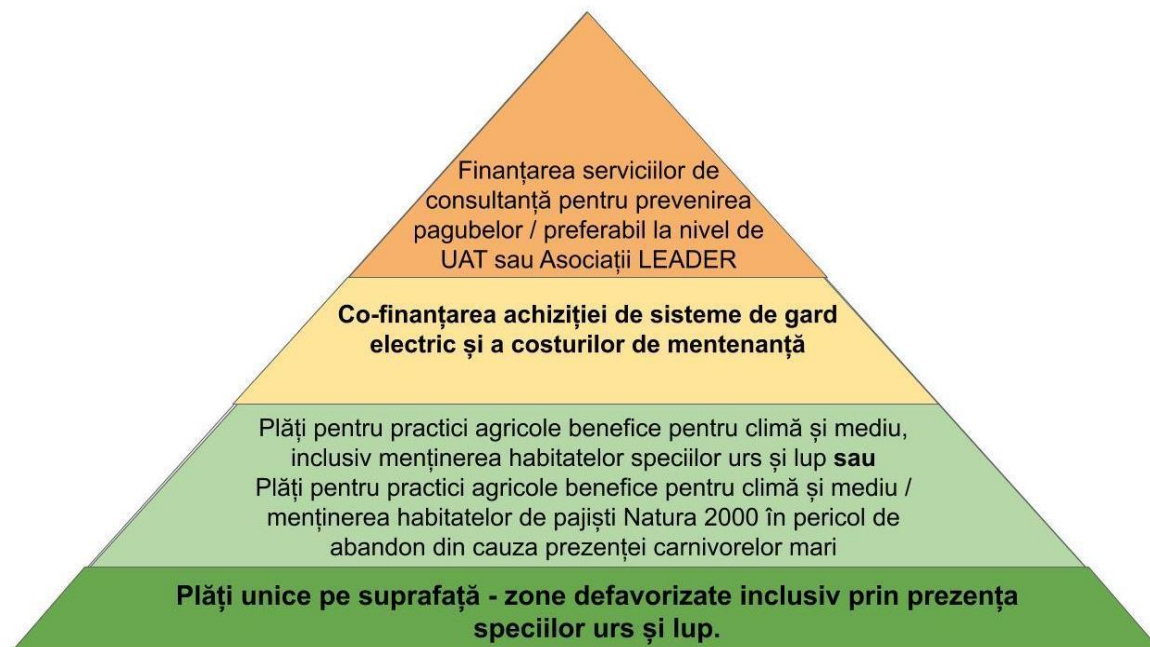 Finanțarea serviciilor de
consultanță pentru prevenirea
pagubelor / preferabil la nivel de
UAT sau Asociații LEADER
Co-finanțarea achiziției de sisteme de gard
electric și a costurilor de mentenanță
Plăți pentru practici agricole benefice pentru climă și mediu,
inclusiv menținerea habitatelor speciilor urs și lup sau
Plăți pentru practici agricole benefice pentru climă și mediu /
menținerea habitatelor de pajiști Natura 2000 în pericol de
abandon din cauza prezenței carnivorelor mari
Plăți unice pe suprafață - zone defavorizate inclusiv prin prezența
speciilor urs și lup.